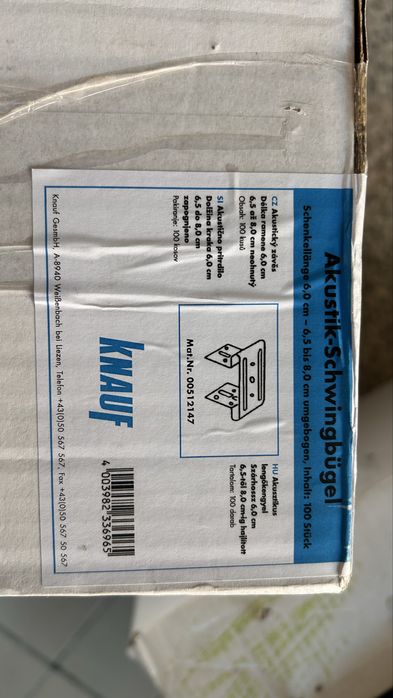 Akustik-Schwingbügel
Schenkellänge 6,0 cm – 6,5 bis 8,0 cm umgebogen, Inhalt: 100 Stück
CZ Akustický závěs
Délka ramene 6,0 cm
6,5 až 8,0 cm neohnutý
Obsah: 100 kusů
SI Akustično pritrdilo
Dolžina kraka 6,0 cm
6,5 do 8,0 cm
zapognjeno
Pakiranje: 100 kosov
Mat.Nr. 00512147
HU Akusztikus
lengőkengyel
Szárhossz 6,0 cm
6,5-től 8,0 cm-ig hajlított
Tartalom: 100 darab
KNAUF
4 003982 336965
Knauf GesmbH, A-8940 Weißenbach bei Liezen, Telefon +43(0)50 567 567, Fax +43(0)50 567 50 567